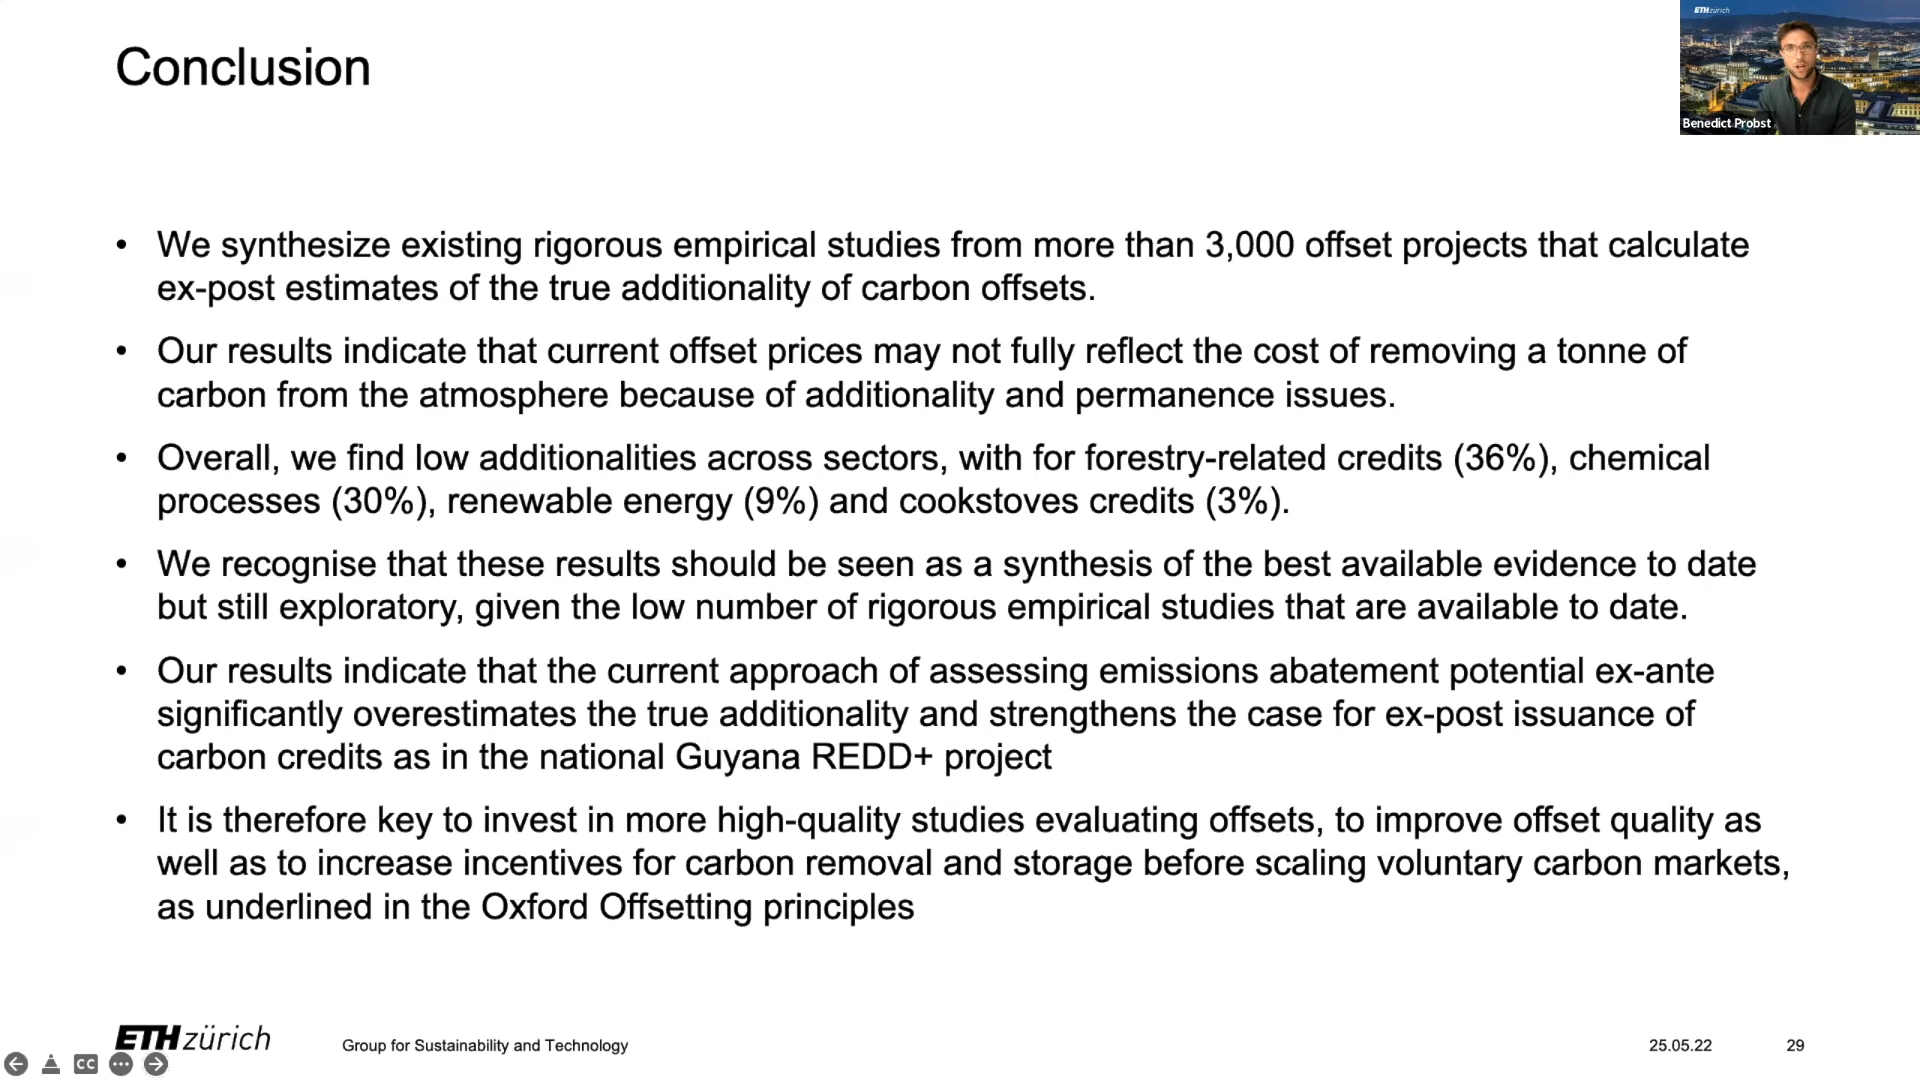 Conclusion
ETH zürich
Benedict Probst
• We synthesize existing rigorous empirical studies from more than 3,000 offset projects that calculate
ex-post estimates of the true additionality of carbon offsets.
• Our results indicate that current offset prices may not fully reflect the cost of removing a tonne of
carbon from the atmosphere because of additionality and permanence issues.
• Overall, we find low additionalities across sectors, with for forestry-related credits (36%), chemical
processes (30%), renewable energy (9%) and cookstoves credits (3%).
• We recognise that these results should be seen as a synthesis of the best available evidence to date
but still exploratory, given the low number of rigorous empirical studies that are available to date.
• Our results indicate that the current approach of assessing emissions abatement potential ex-ante
significantly overestimates the true additionality and strengthens the case for ex-post issuance of
carbon credits as in the national Guyana REDD+ project
• It is therefore key to invest in more high-quality studies evaluating offsets, to improve offset quality as
well as to increase incentives for carbon removal and storage before scaling voluntary carbon markets,
as underlined in the Oxford Offsetting principles
ETH zürich
Group for Sustainability and Technology
25.05.22
29
CC